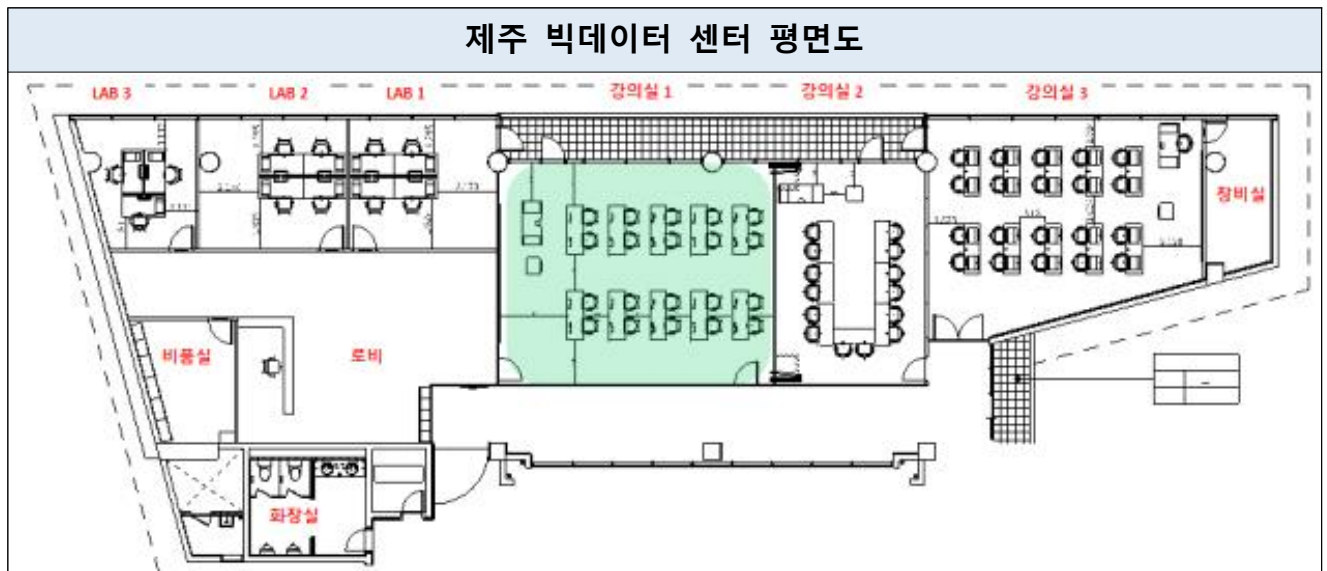 제주 빅데이터 센터 평면도
LAB 3 LAB 2 LAB 1 강의실 1 강의실 2 강의실 3
장비실
비품실 로비
화장실